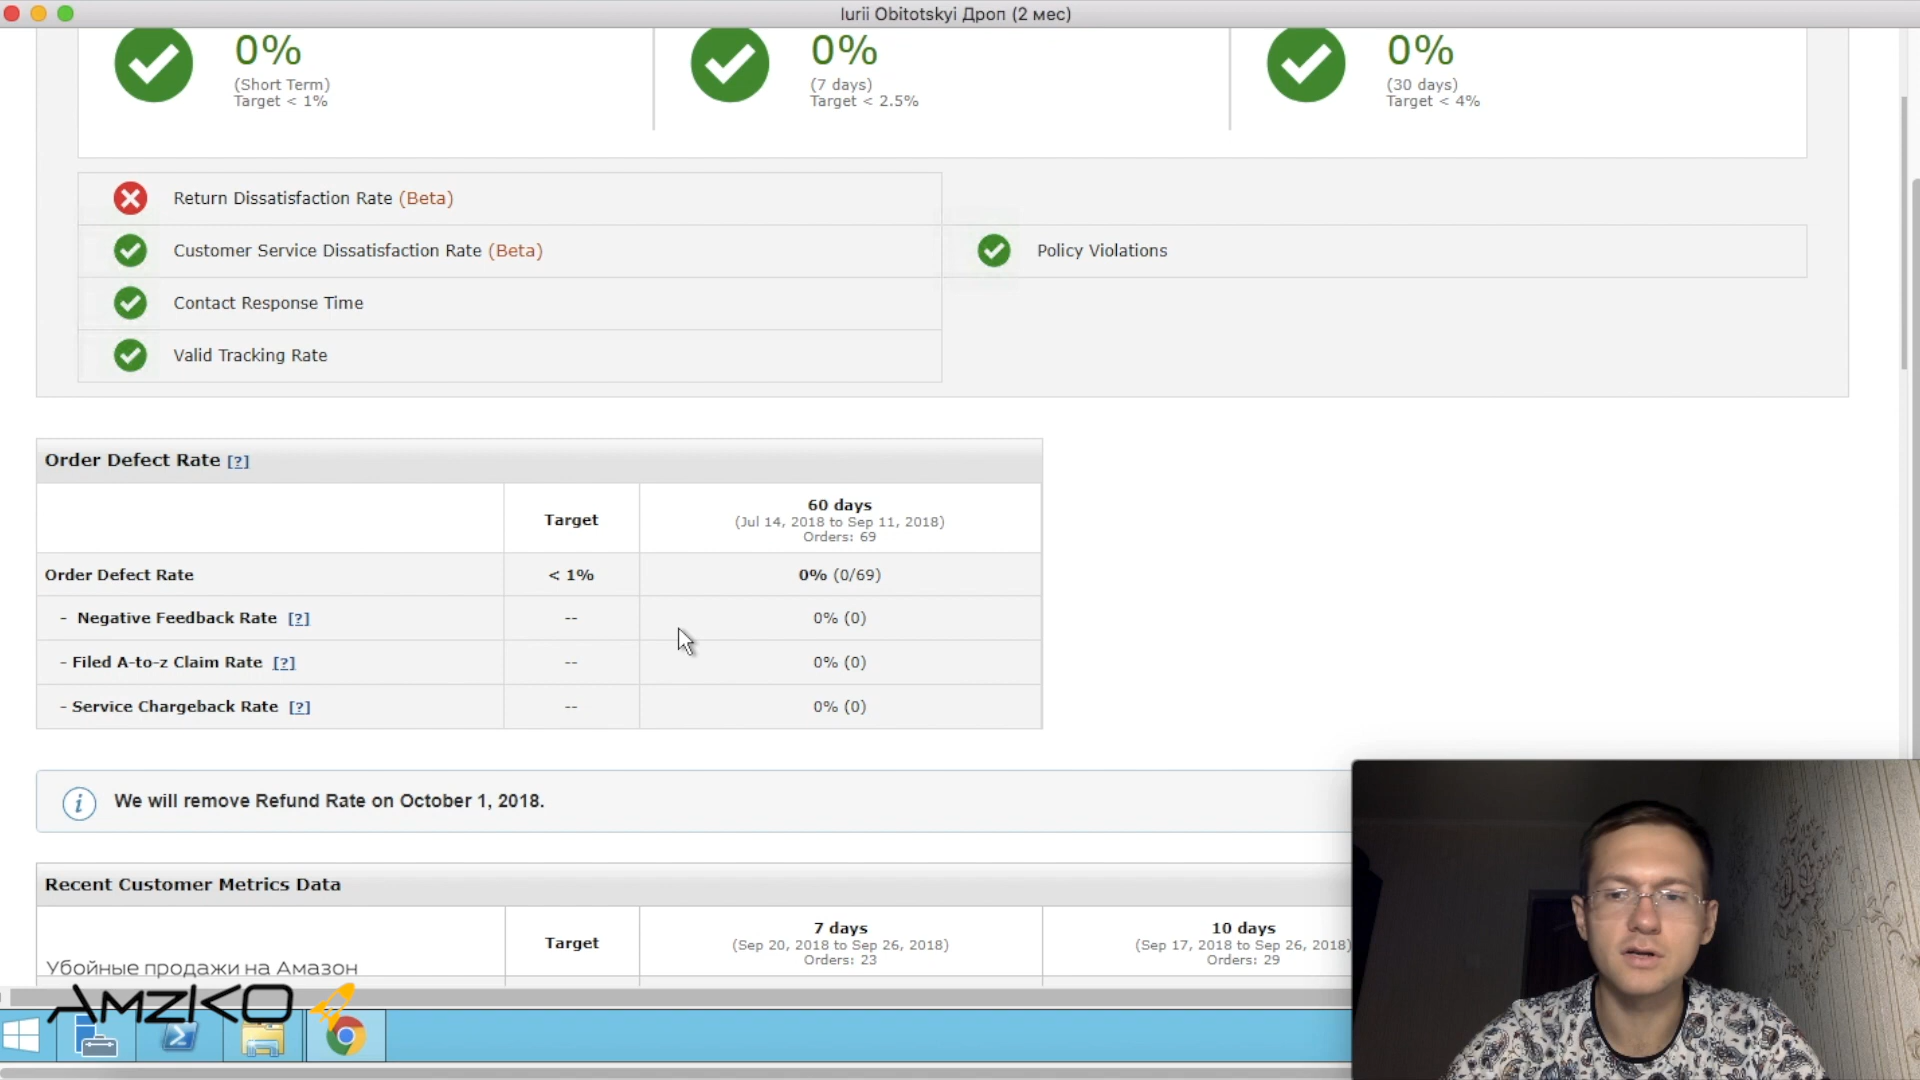 Iurii Obitotskyi Дроп (2 мес)
0%
(Short Term)
Target < 1%
0%
(7 days)
Target < 2.5%
0%
(30 days)
Target < 4%
Return Dissatisfaction Rate (Beta)
Customer Service Dissatisfaction Rate (Beta)
Policy Violations
Contact Response Time
Valid Tracking Rate
Order Defect Rate [?]
Target
60 days
(Jul 14, 2018 to Sep 11, 2018)
Orders: 69
Order Defect Rate < 1% 0% (0/69)
- Negative Feedback Rate [?] -- 0% (0)
- Filed A-to-z Claim Rate [?] -- 0% (0)
- Service Chargeback Rate [?] -- 0% (0)
We will remove Refund Rate on October 1, 2018.
Recent Customer Metrics Data
Target
7 days
(Sep 20, 2018 to Sep 26, 2018)
Orders: 23
10 days
(Sep 17, 2018 to Sep 26, 2018)
Orders: 29
Убойные продажи на Амазон
AMZIKO